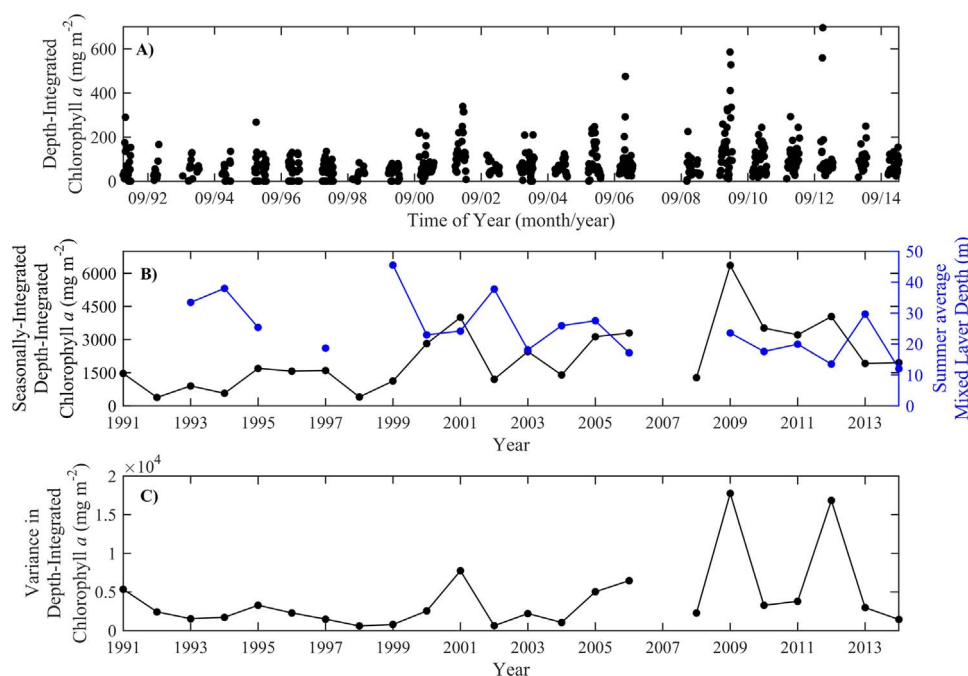 A)
Depth-Integrated
Chlorophyll a (mg m-2)
600
400
200
0
09/92 09/94 09/96 09/98 09/00 09/02 09/04 09/06 09/08 09/10 09/12 09/14
Time of Year (month/year)
B)
Seasonally-Integrated
Depth-Integrated
Chlorophyll a (mg m-2)
6000
4500
3000
1500
0
50
40
30
20
10
0
Summer average
Mixed Layer Depth (m)
1991 1993 1995 1997 1999 2001 2003 2005 2007 2009 2011 2013
Year
×104
C)
Variance in
Depth-Integrated
Chlorophyll a (mg m-2)
2
1.5
1
0.5
0
1991 1993 1995 1997 1999 2001 2003 2005 2007 2009 2011 2013
Year